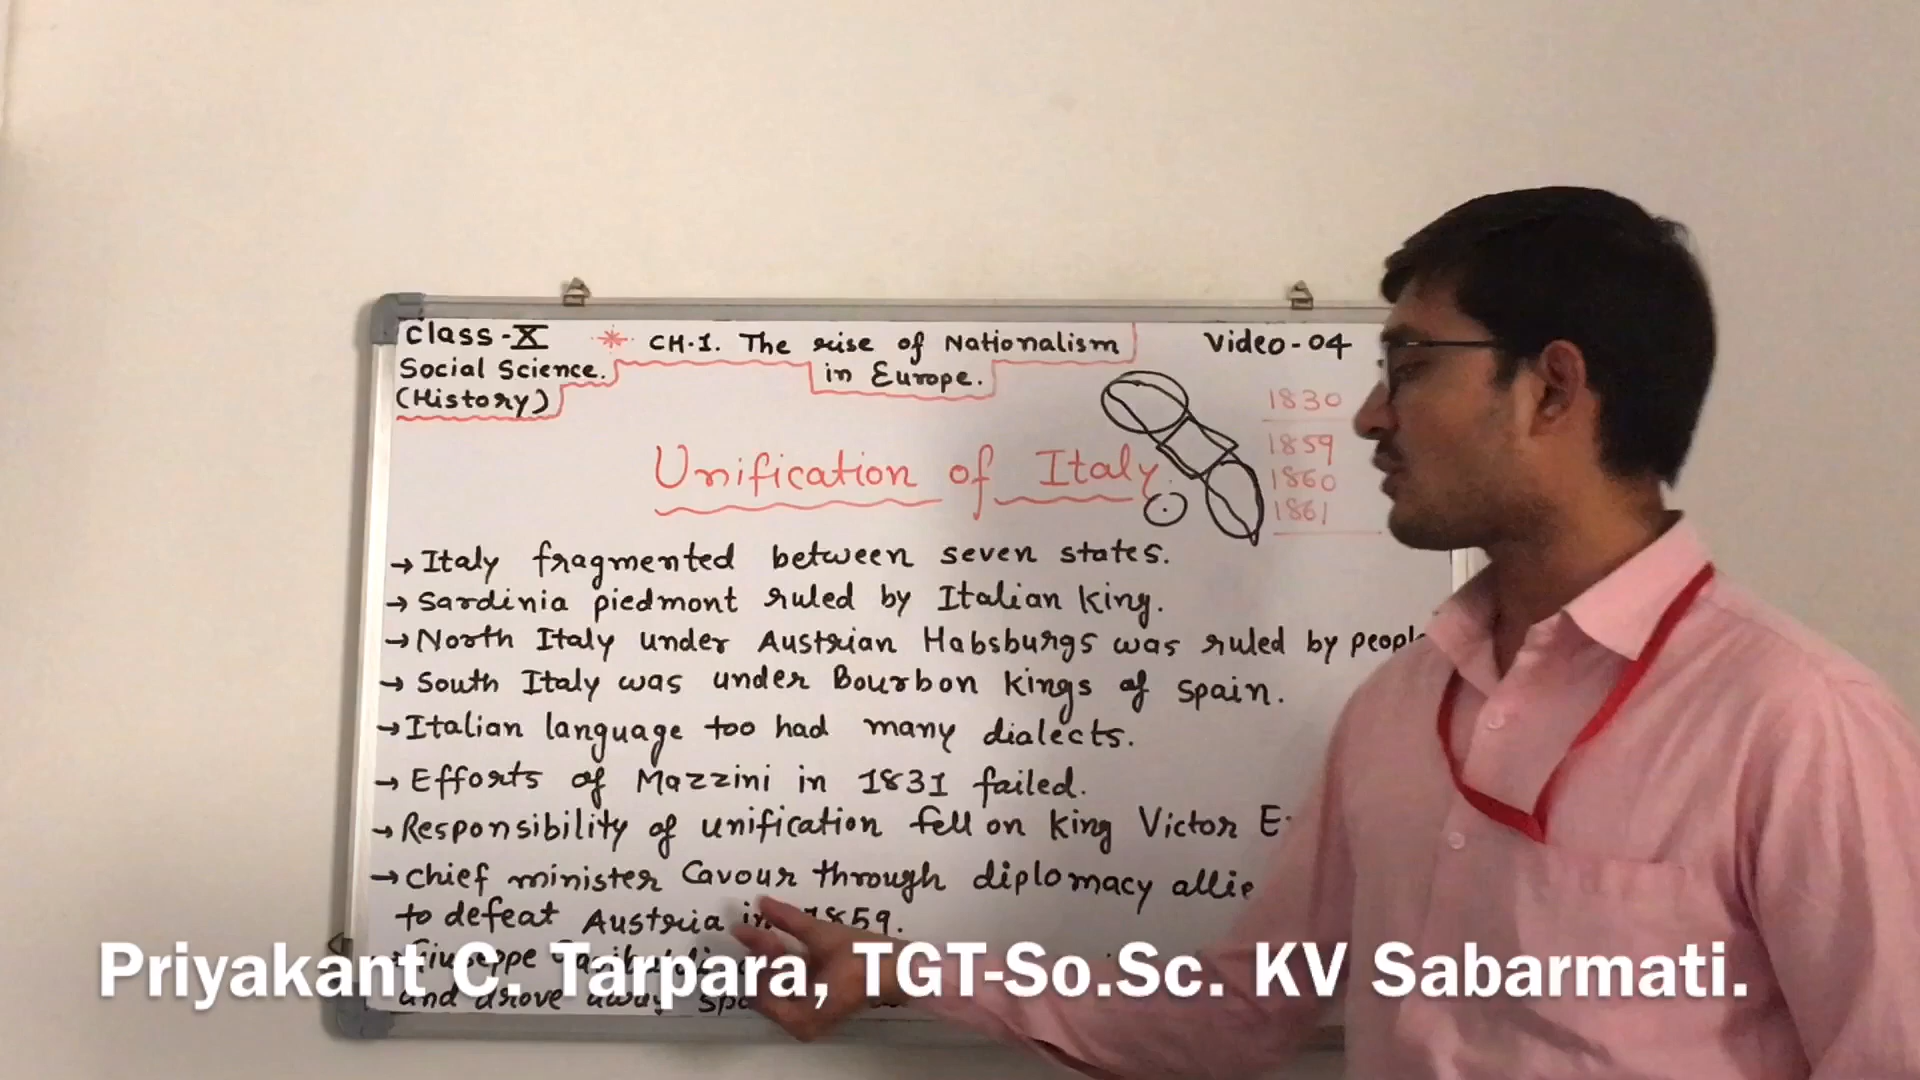 Class-X
* CH.1. The rise of Nationalism
Video-04
Social Science.
in Europe.
(History)
1830
1859
1860
1861
Unification of Italy
→ Italy fragmented between seven states.
→ Sardinia piedmont ruled by Italian King.
→ North Italy under Austrian Habsburgs was ruled by peopl
→ South Italy was under Bourbon Kings of Spain.
→ Italian language too had many dialects.
→ Efforts of Mazzini in 1831 failed.
→ Responsibility of unification fell on King Victor E
→ Chief minister Cavour through diplomacy allie
to defeat Austria in 1859.
Giuseppe
and drove away
Priyakant C. Tarpara, TGT-So.Sc. KV Sabarmati.